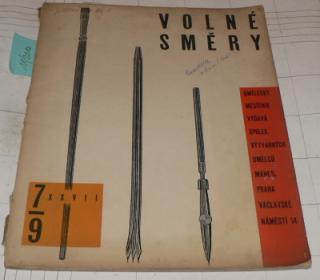 VOLNÉ
SMĚRY
UMĚLECKÝ
MĚSÍČNÍK
VYDÁVÁ
SPOLEK
VÝTVARNÝCH
UMĚLCŮ
MÁNES,
PRAHA
VÁCLAVSKÉ
NÁMĚSTÍ 14.
7
XXVII
9